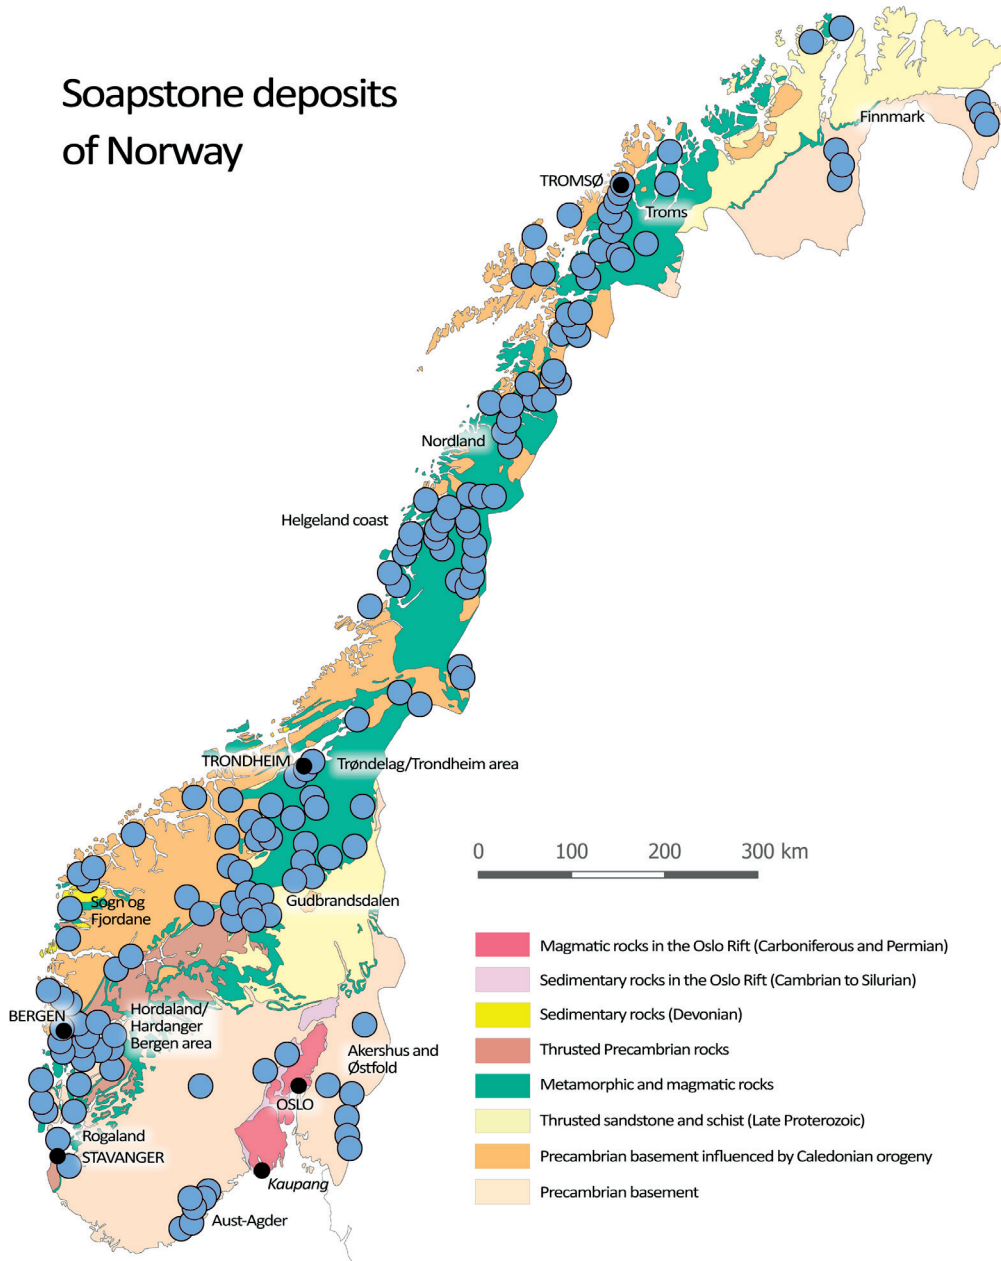 Soapstone deposits
of Norway
Finnmark
TROMSØ
Troms
Nordland
Helgeland coast
TRONDHEIM
Trøndelag/Trondheim area
Gudbrandsdalen
Sogn og
Fjordane
BERGEN
Hordaland/
Hardanger
Bergen area
Akershus and
Østfold
OSLO
Rogaland
STAVANGER
Kaupang
Aust-Agder
0 100 200 300 km
Magmatic rocks in the Oslo Rift (Carboniferous and Permian)
Sedimentary rocks in the Oslo Rift (Cambrian to Silurian)
Sedimentary rocks (Devonian)
Thrusted Precambrian rocks
Metamorphic and magmatic rocks
Thrusted sandstone and schist (Late Proterozoic)
Precambrian basement influenced by Caledonian orogeny
Precambrian basement